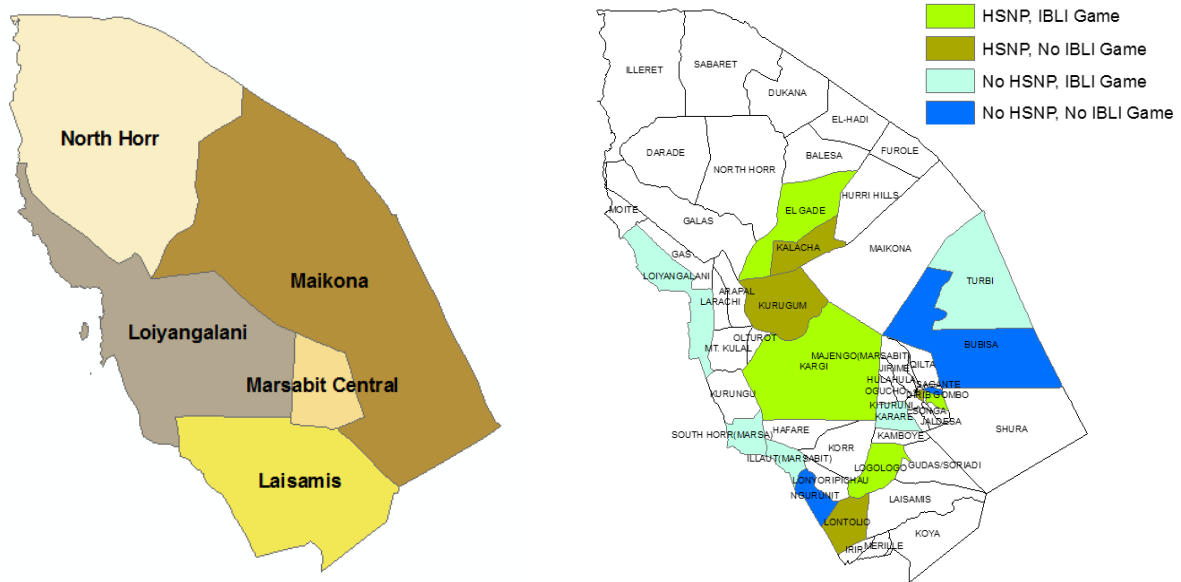 North Horr
Maikona
Loiyangalani
Marsabit Central
Laisamis
HSNP, IBLI Game
HSNP, No IBLI Game
No HSNP, IBLI Game
No HSNP, No IBLI Game
ILLERET
SABARET
DUKANA
EL-HADI
FUROLE
DARADE
NORTH HORR
BALESA
HURRI HILLS
MOITE
GALAS
EL GADE
KALACHA
MAIKONA
GAS
LOIYANGALANI
TURBI
ARAPAL
LARACHI
KURUGUM
OLTUROT
MT. KULAL
MAJENGO(MARSABIT)
KARGI
BUBISA
QILTA
JIRIME
HULAHULA
OGUCHO
SAGANTE
DIRIB GOMBO
KURUNGU
KITURUNI
KARARE
SONGA
JALDESA
SHURA
SOUTH HORR(MARSA)
HAFARE
KORR
KAMBOYE
ILLAUT(MARSABIT)
LOGOLOGO
GUDAS/SORIADI
LONYORIPICHAU
NGURUNIT
LAISAMIS
LONTOLIO
KOYA
IRIR
MERILLE